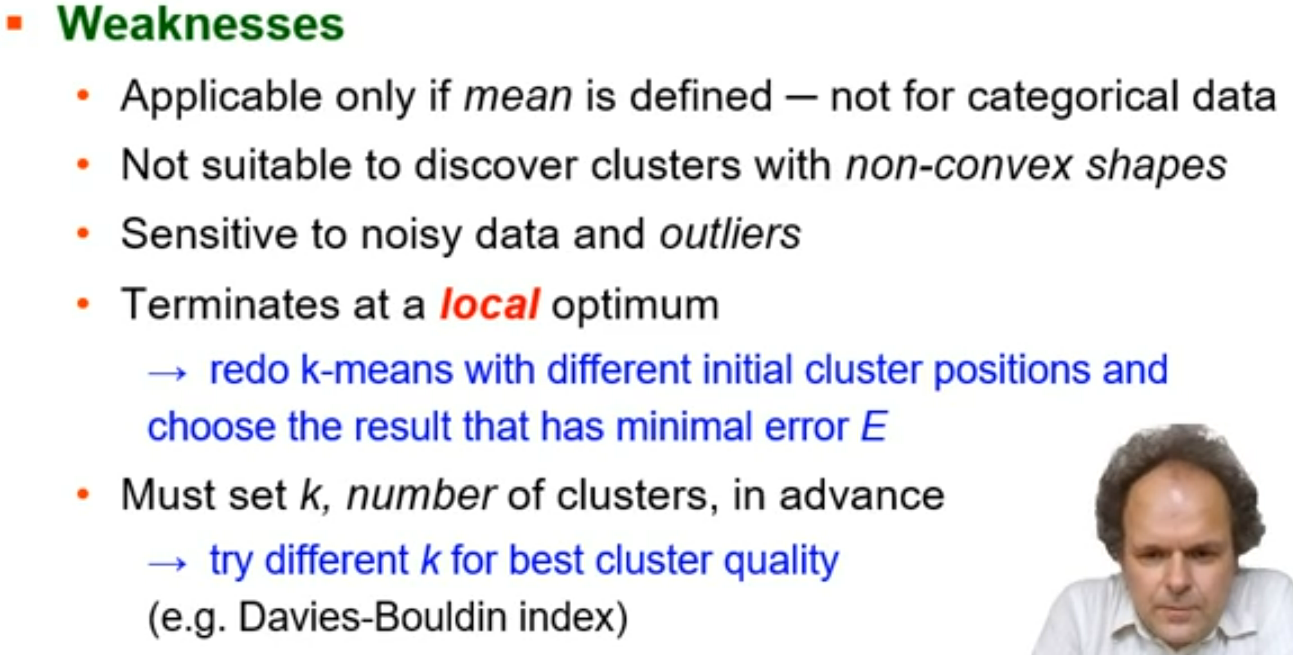 ▪ Weaknesses
• Applicable only if mean is defined — not for categorical data
• Not suitable to discover clusters with non-convex shapes
• Sensitive to noisy data and outliers
• Terminates at a local optimum
→ redo k-means with different initial cluster positions and
choose the result that has minimal error E
• Must set k, number of clusters, in advance
→ try different k for best cluster quality
(e.g. Davies-Bouldin index)